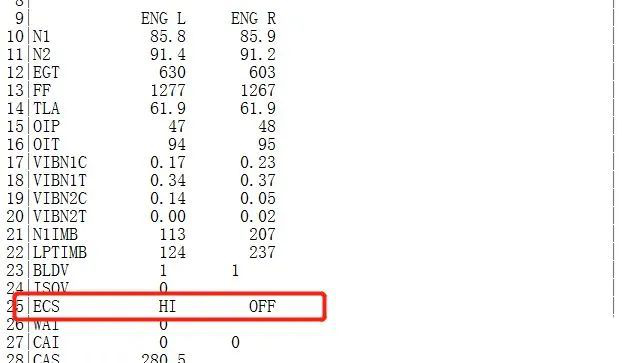 9 ENG L ENG R
10 N1 85.8 85.9
11 N2 91.4 91.2
12 EGT 630 603
13 FF 1277 1267
14 TLA 61.9 61.9
15 OIP 47 48
16 OIT 94 95
17 VIBN1C 0.17 0.23
18 VIBN1T 0.34 0.37
19 VIBN2C 0.14 0.05
20 VIBN2T 0.00 0.02
21 N1IMB 113 207
22 LPTIMB 124 237
23 BLDV 1 1
24 ISOV 0
25 ECS HI OFF
26 WAI 0
27 CAI 0 0
28 CAS 280.5